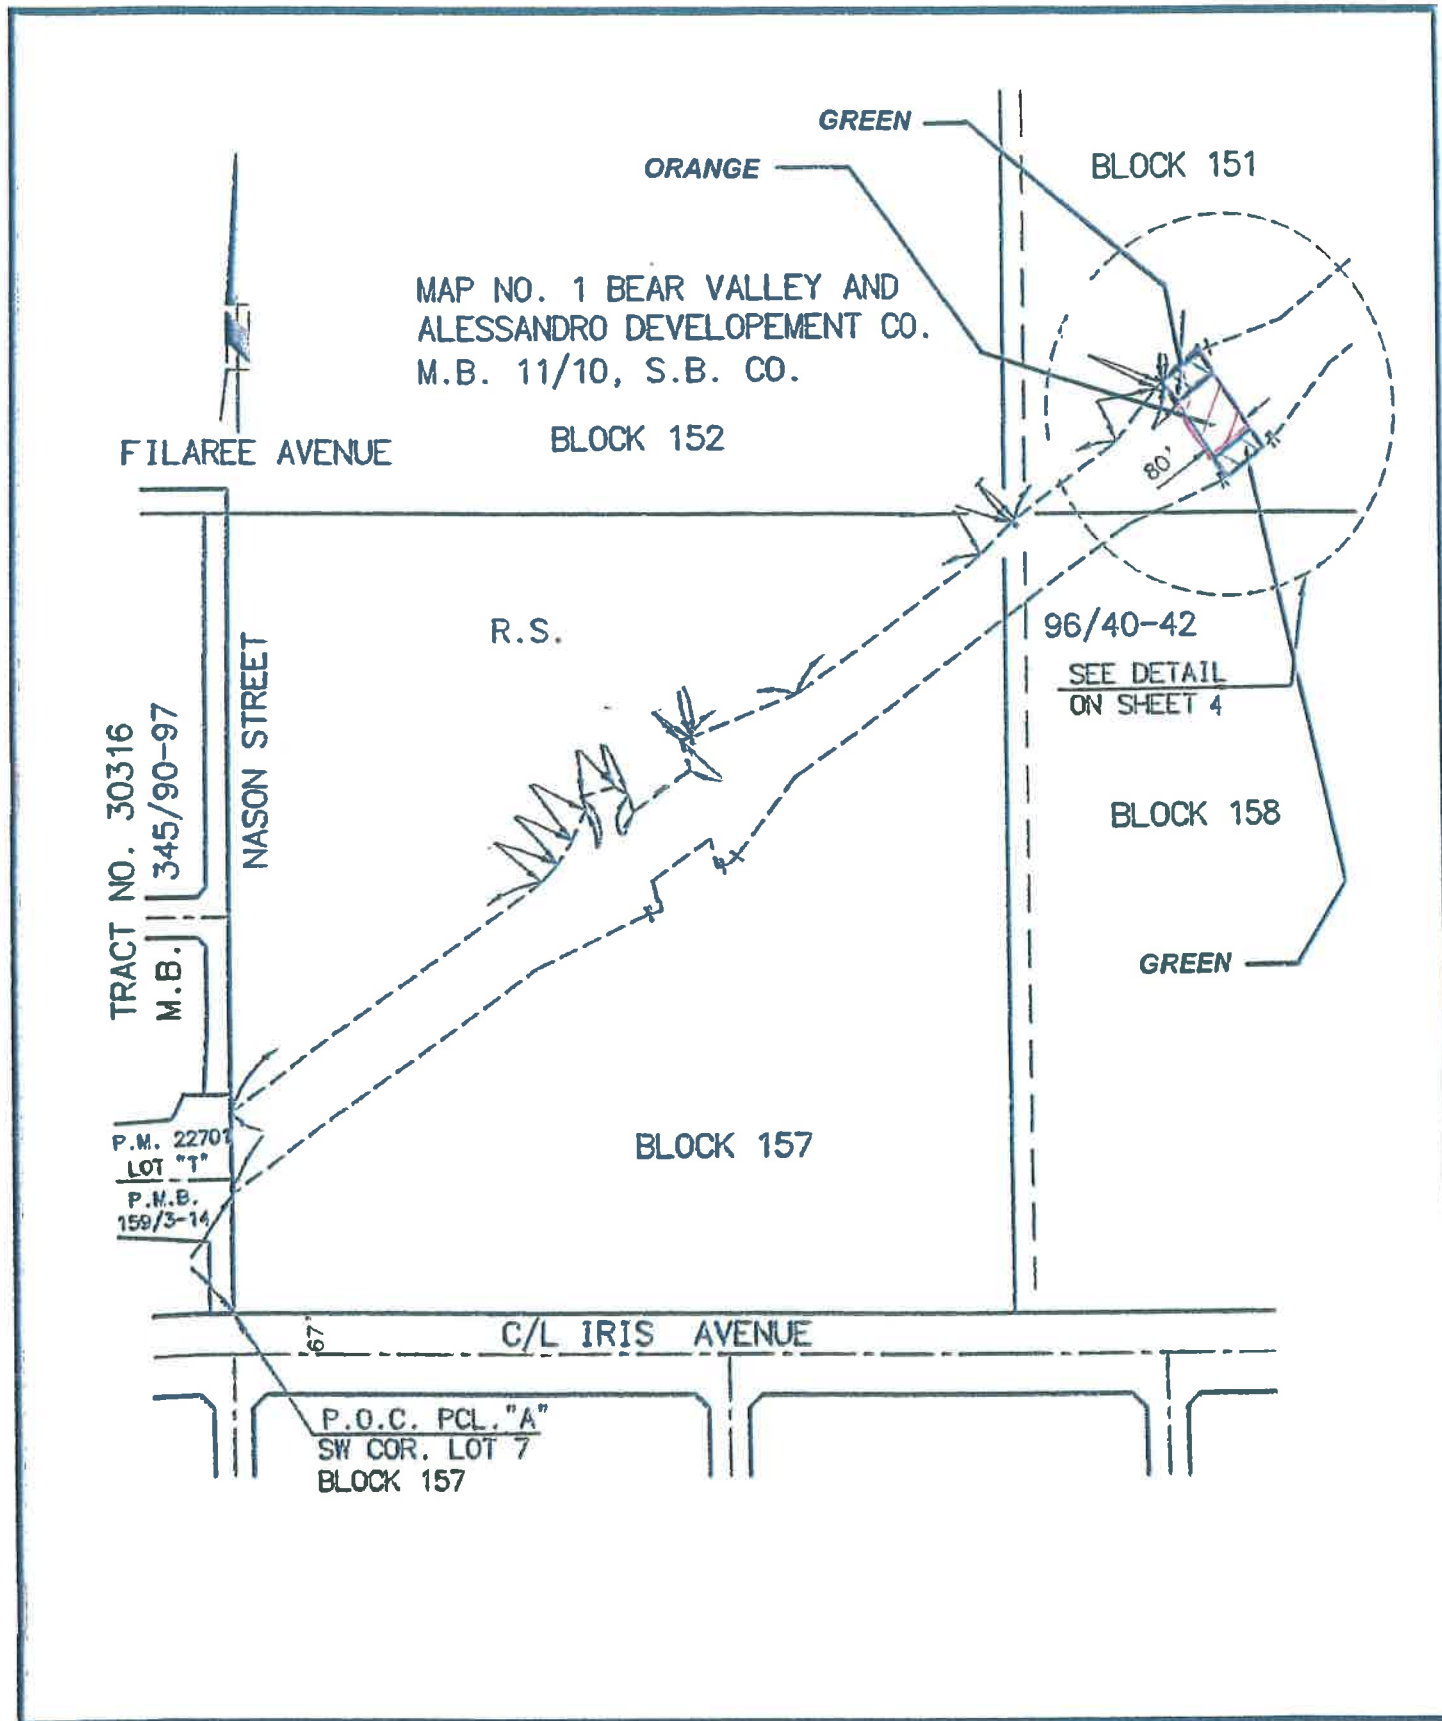 GREEN
ORANGE
BLOCK 151
MAP NO. 1 BEAR VALLEY AND
ALESSANDRO DEVELOPEMENT CO.
M.B. 11/10, S.B. CO.
FILAREE AVENUE
BLOCK 152
80'
R.S.
96/40-42
SEE DETAIL
ON SHEET 4
NASON STREET
TRACT NO. 30316
M.B. 345/90-97
BLOCK 158
GREEN
P.M. 22701
LOT "T"
P.M.B.
159/3-14
BLOCK 157
67'
C/L IRIS AVENUE
P.O.C. PCL. "A"
SW COR. LOT 7
BLOCK 157